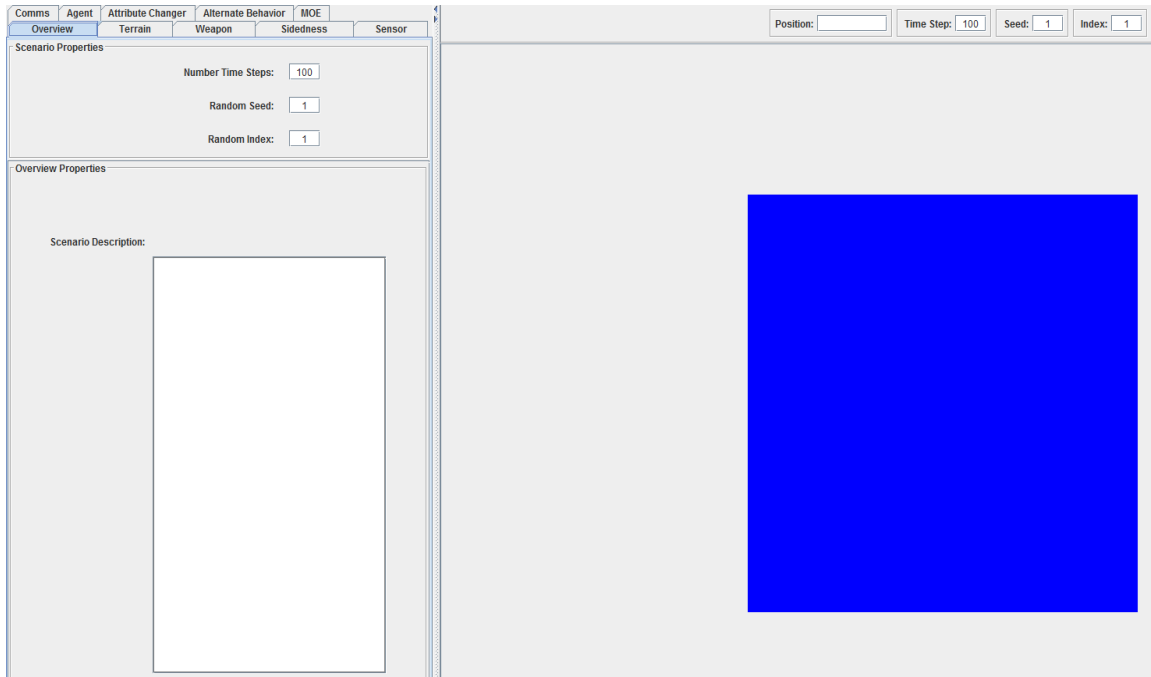 Comms Agent Attribute Changer Alternate Behavior MOE
Overview Terrain Weapon Sidedness Sensor
Position: Time Step: 100 Seed: 1 Index: 1
Scenario Properties
Number Time Steps: 100
Random Seed: 1
Random Index: 1
Overview Properties
Scenario Description: